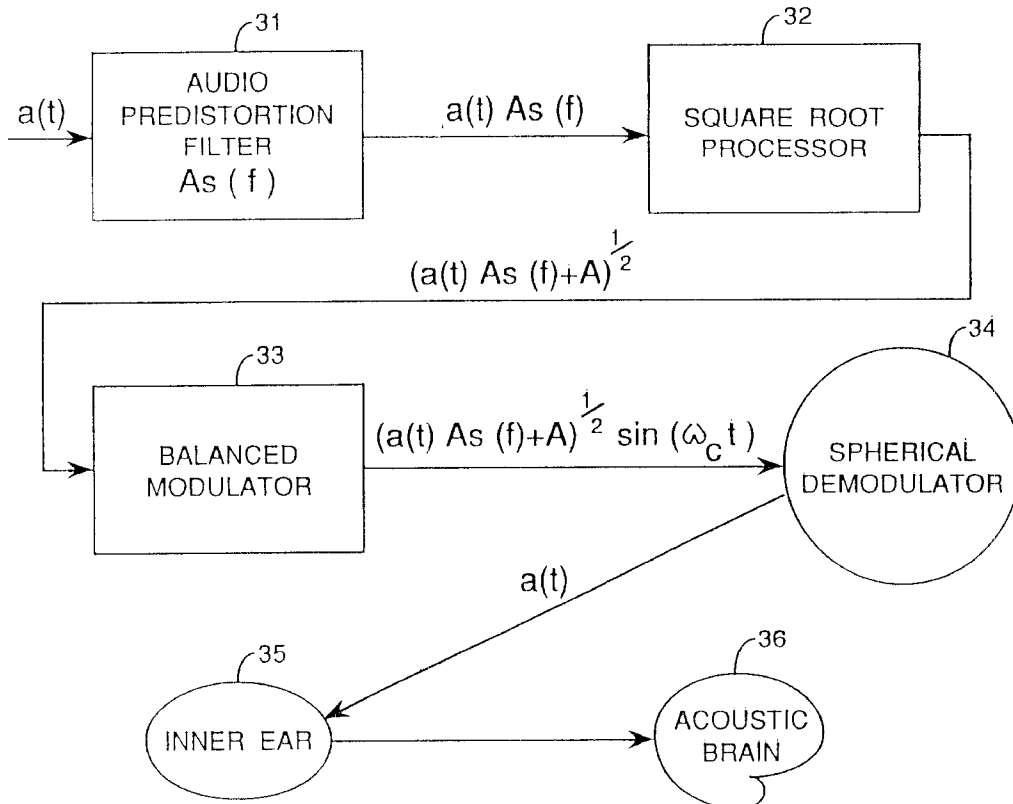 31
32
a(t)
AUDIO
PREDISTORTION
FILTER
As ( f )
a(t) As (f)
SQUARE ROOT
PROCESSOR
(a(t) As (f)+A)^1/2
33
34
BALANCED
MODULATOR
(a(t) As (f)+A)^1/2 sin (ω_c t )
SPHERICAL
DEMODULATOR
a(t)
35
36
INNER EAR
ACOUSTIC
BRAIN